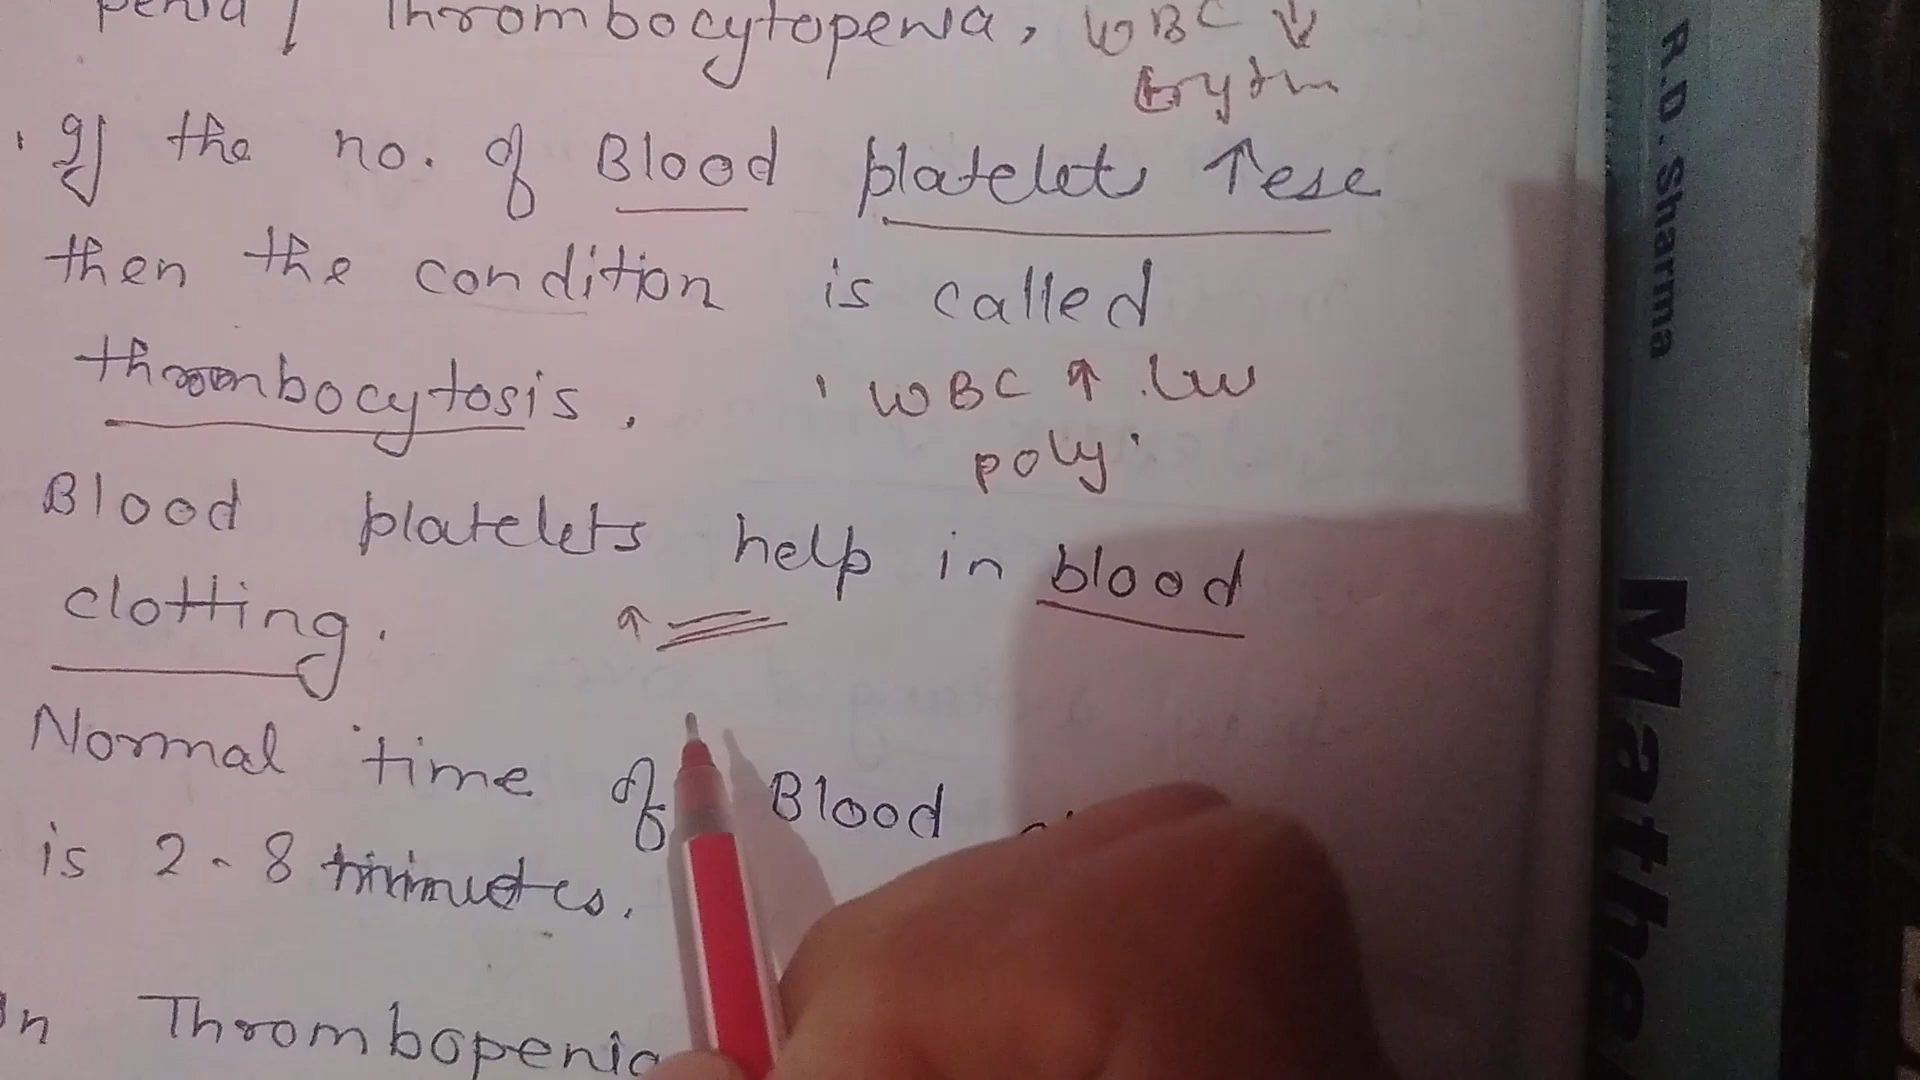 penia / Thrombocytopenia, WBC ↓
Eryth
If the no. of Blood platelets ↑ese
then the condition is called
thrombocytosis.
WBC ↑
poly
Blood platelets help in blood
clotting.
↑
Normal time of Blood
is 2-8 minutes.
In Thrombopenia
R.D. Sharma
Mathe